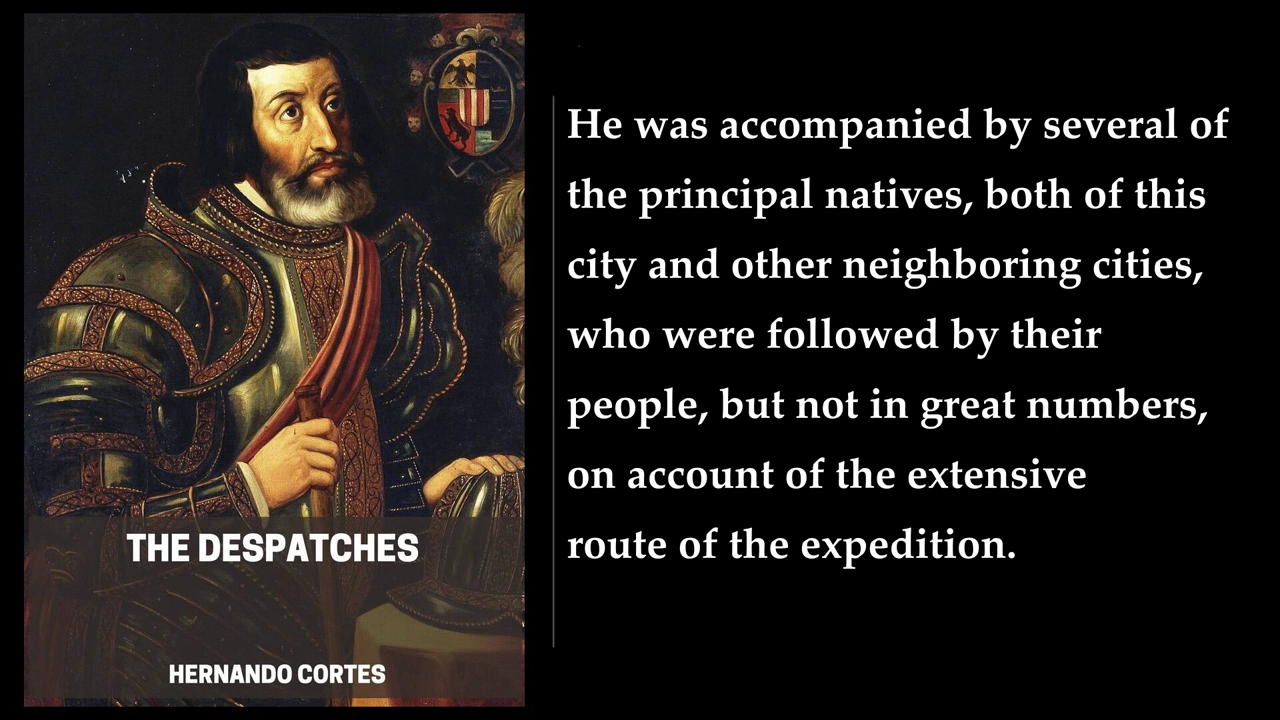 THE DESPATCHES
HERNANDO CORTES
He was accompanied by several of
the principal natives, both of this
city and other neighboring cities,
who were followed by their
people, but not in great numbers,
on account of the extensive
route of the expedition.